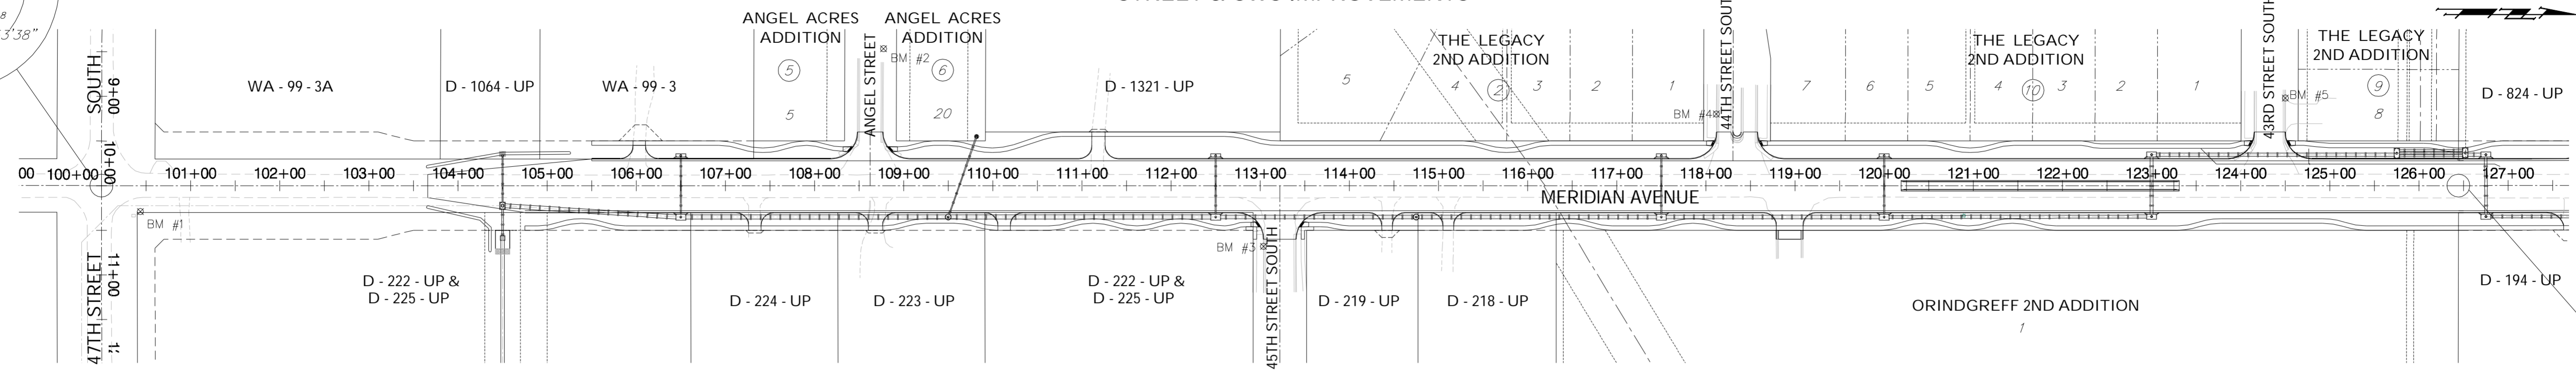 8
3'38"
ANGEL ACRES
ADDITION
ANGEL ACRES
ADDITION
THE LEGACY
2ND ADDITION
THE LEGACY
2ND ADDITION
THE LEGACY
2ND ADDITION
SOUTH
9+00
10+00
WA - 99 - 3A
D - 1064 - UP
WA - 99 - 3
5
5
ANGEL STREET
BM #2
6
20
D - 1321 - UP
5
4
2
3
2
1
BM #4
44TH STREET SOUT
7
6
5
4
10
3
2
1
43RD STREET SOUTH
BM #5
9
8
D - 824 - UP
00
100+00
101+00
102+00
103+00
104+00
105+00
106+00
107+00
108+00
109+00
110+00
111+00
112+00
113+00
114+00
115+00
116+00
117+00
118+00
119+00
120+00
121+00
122+00
123+00
124+00
125+00
126+00
127+00
MERIDIAN AVENUE
BM #1
BM #3
47TH STREET
11+00
D - 222 - UP &
D - 225 - UP
D - 224 - UP
D - 223 - UP
D - 222 - UP &
D - 225 - UP
45TH STREET SOUTH
D - 219 - UP
D - 218 - UP
ORINDGREFF 2ND ADDITION
1
D - 194 - UP